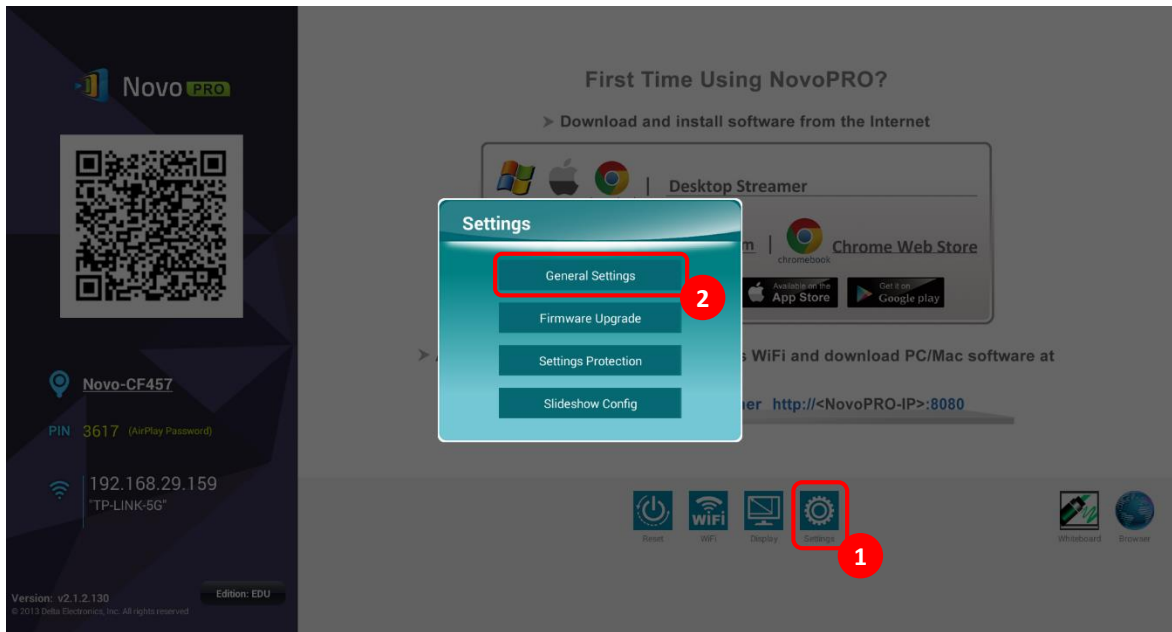 Novo PRO
Novo-CF457
PIN 3617 (AirPlay Password)
192.168.29.159
"TP-LINK-5G"
Version: v2.1.2.130
© 2013 Delta Electronics, Inc. All rights reserved
Edition: EDU
First Time Using NovoPRO?
➢ Download and install software from the Internet
| Desktop Streamer
m | chromebook Chrome Web Store
Available on the App Store
Get it on Google play
Settings
General Settings
2
Firmware Upgrade
Settings Protection
Slideshow Config
WiFi and download PC/Mac software at
er http://<NovoPRO-IP>:8080
WiFi
Reset WiFi Display Settings
1
Whiteboard Browser